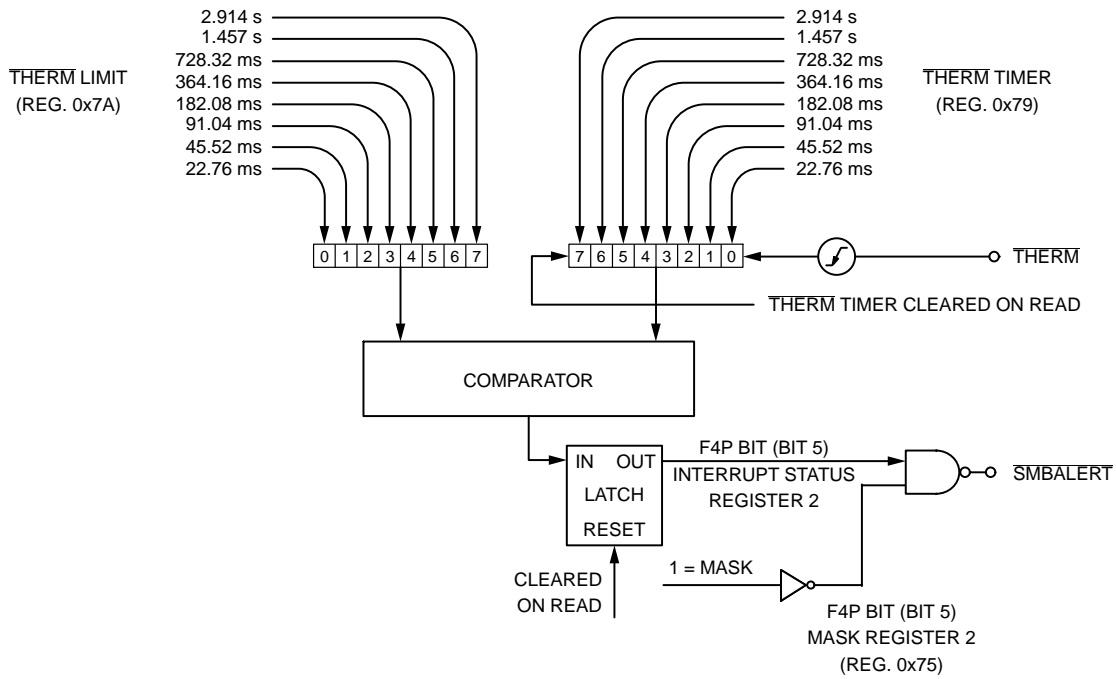 2.914 s
1.457 s
728.32 ms
364.16 ms
182.08 ms
91.04 ms
45.52 ms
22.76 ms
THERM LIMIT
(REG. 0x7A)
2.914 s
1.457 s
728.32 ms
364.16 ms
182.08 ms
91.04 ms
45.52 ms
22.76 ms
THERM TIMER
(REG. 0x79)
0 1 2 3 4 5 6 7
7 6 5 4 3 2 1 0
THERM
THERM TIMER CLEARED ON READ
COMPARATOR
IN OUT
LATCH
RESET
F4P BIT (BIT 5)
INTERRUPT STATUS
REGISTER 2
SMBALERT
1 = MASK
CLEARED
ON READ
F4P BIT (BIT 5)
MASK REGISTER 2
(REG. 0x75)